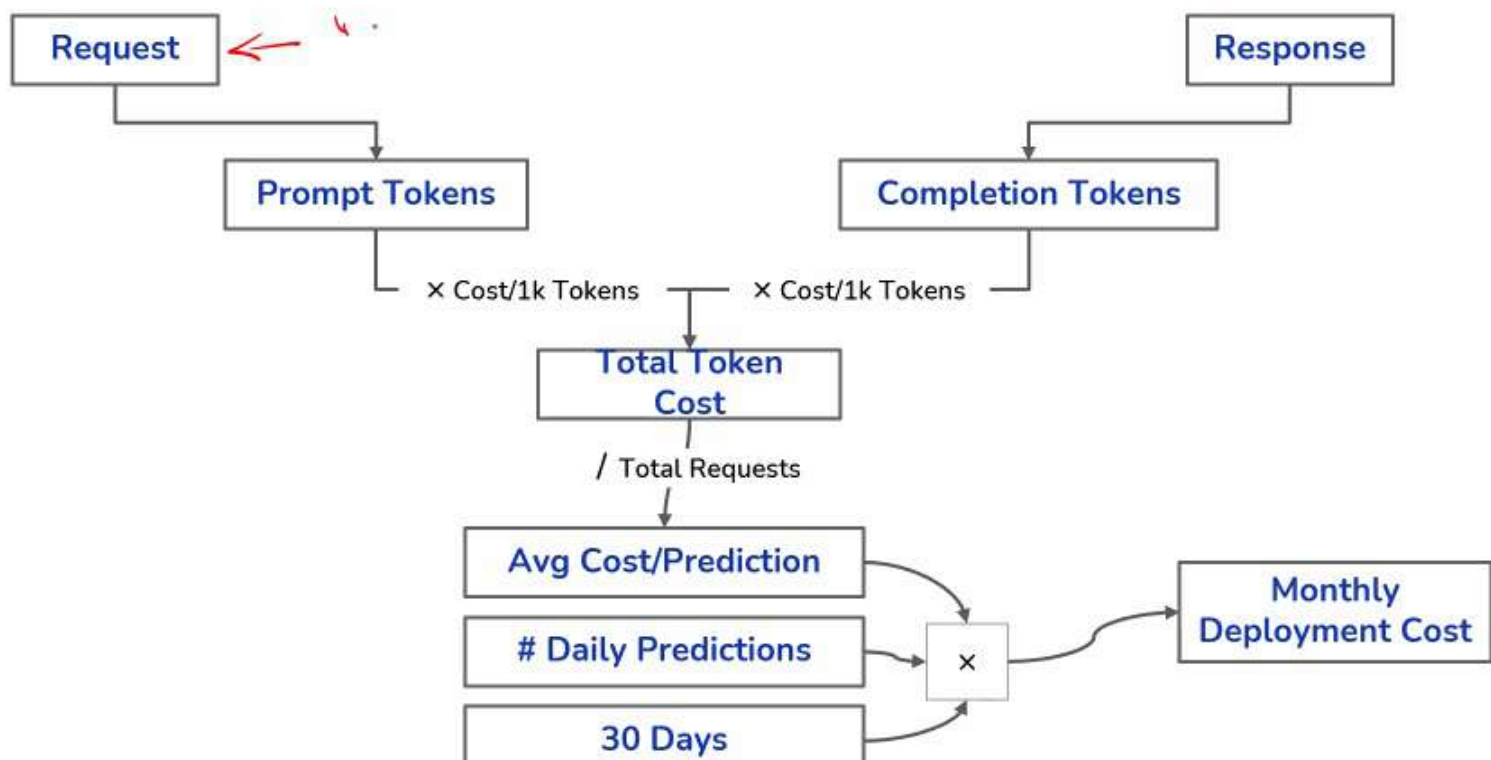 Request
Response
Prompt Tokens
Completion Tokens
× Cost/1k Tokens
× Cost/1k Tokens
Total Token
Cost
/ Total Requests
Avg Cost/Prediction
# Daily Predictions
×
30 Days
Monthly
Deployment Cost